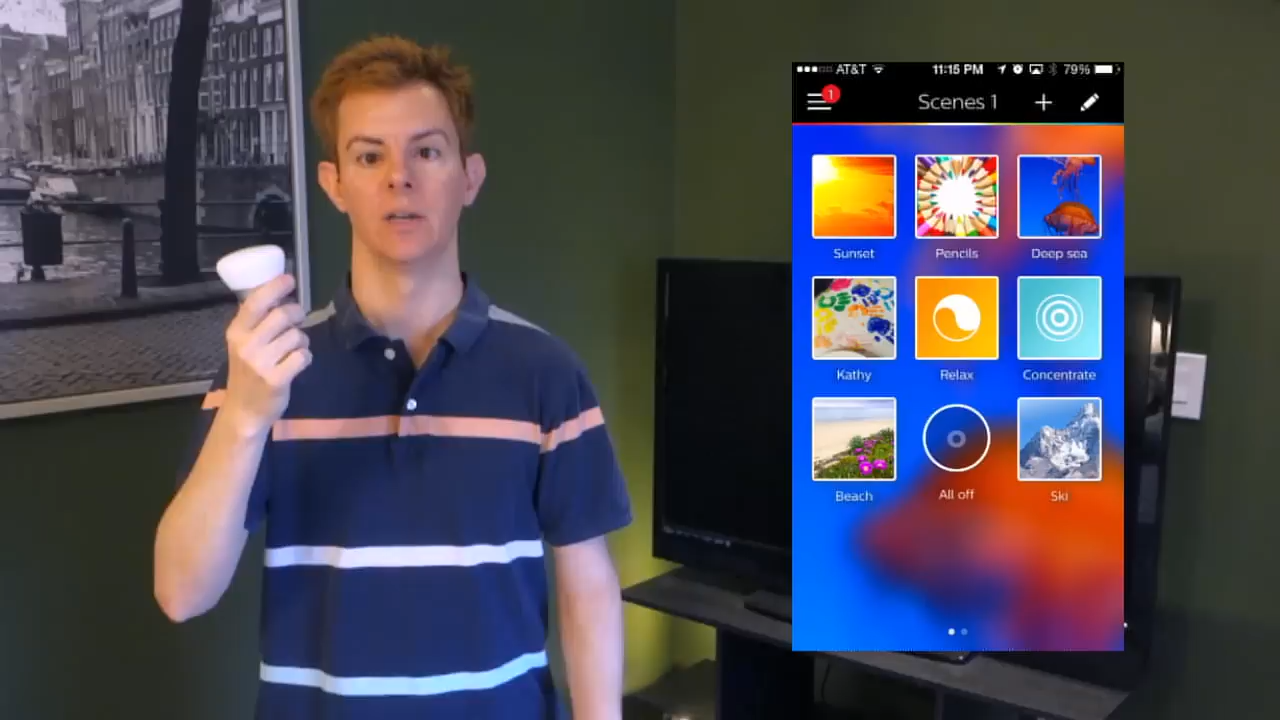 AT&T 11:15 PM 79%
1
Scenes 1
Sunset Pencils Deep sea
Kathy Relax Concentrate
Beach All off Ski